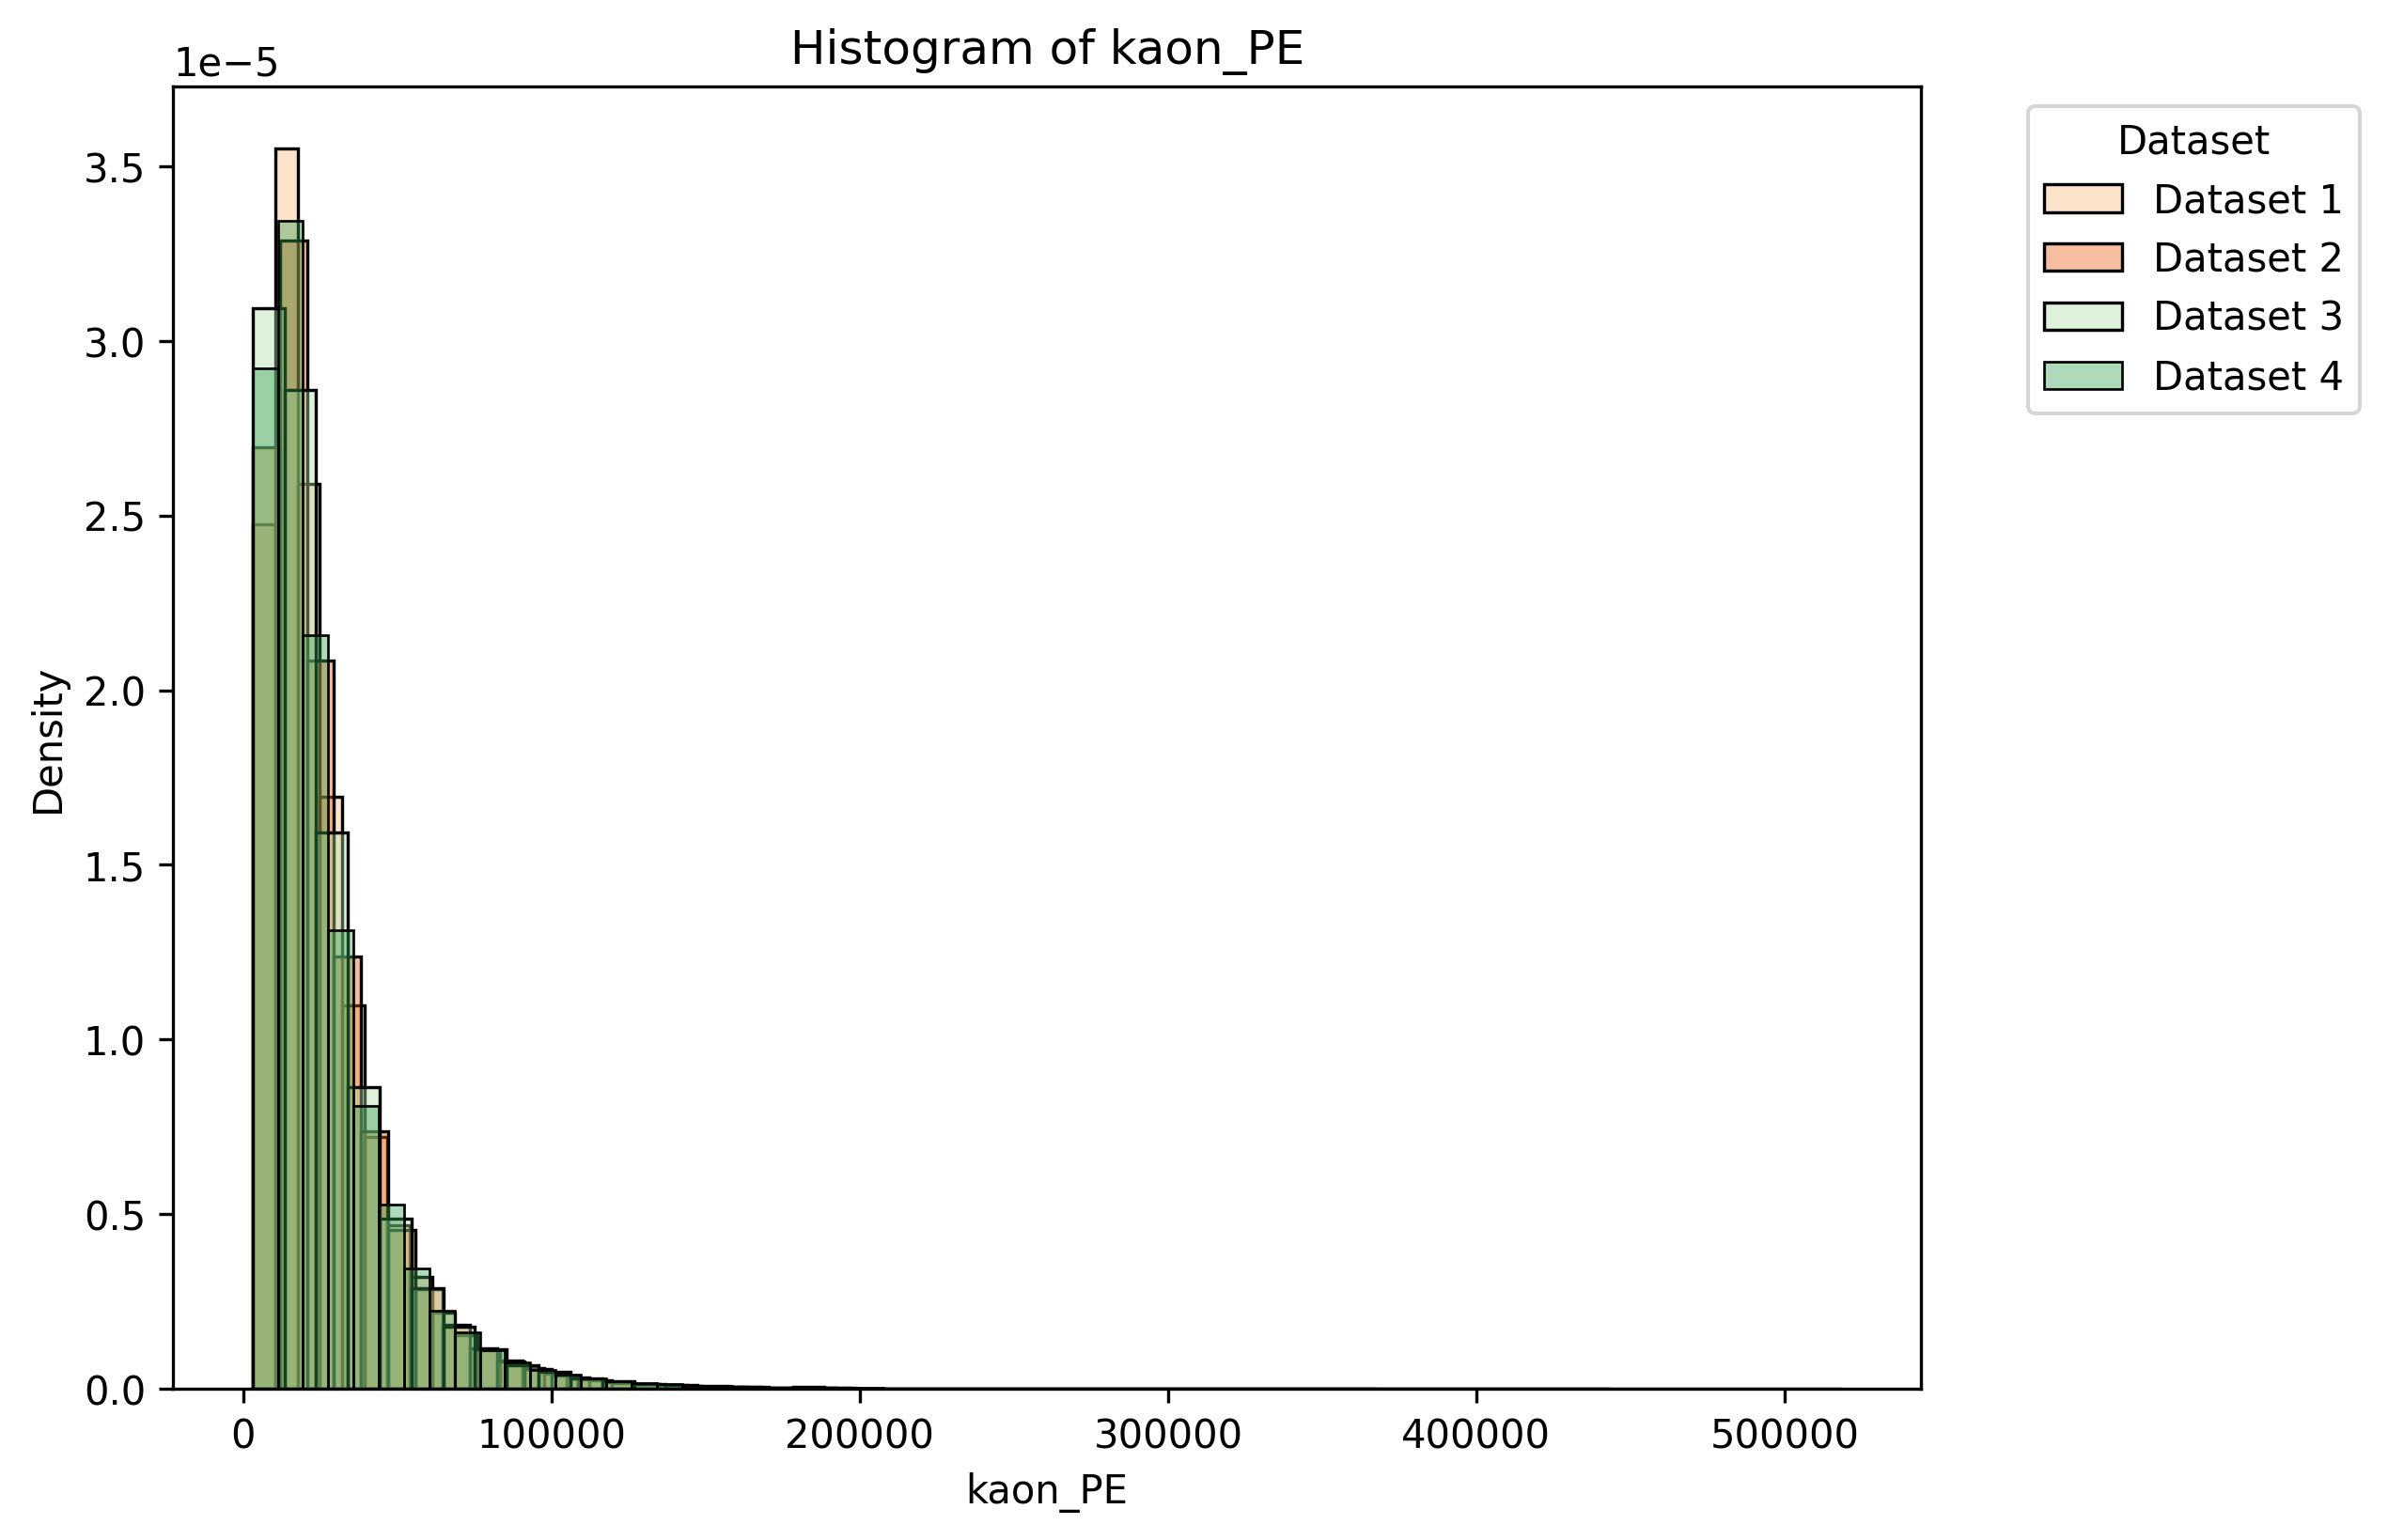 Histogram of kaon_PE
1e−5
3.5
3.0
2.5
2.0
1.5
1.0
0.5
0.0
Density
0 100000 200000 300000 400000 500000
kaon_PE
Dataset
Dataset 1
Dataset 2
Dataset 3
Dataset 4